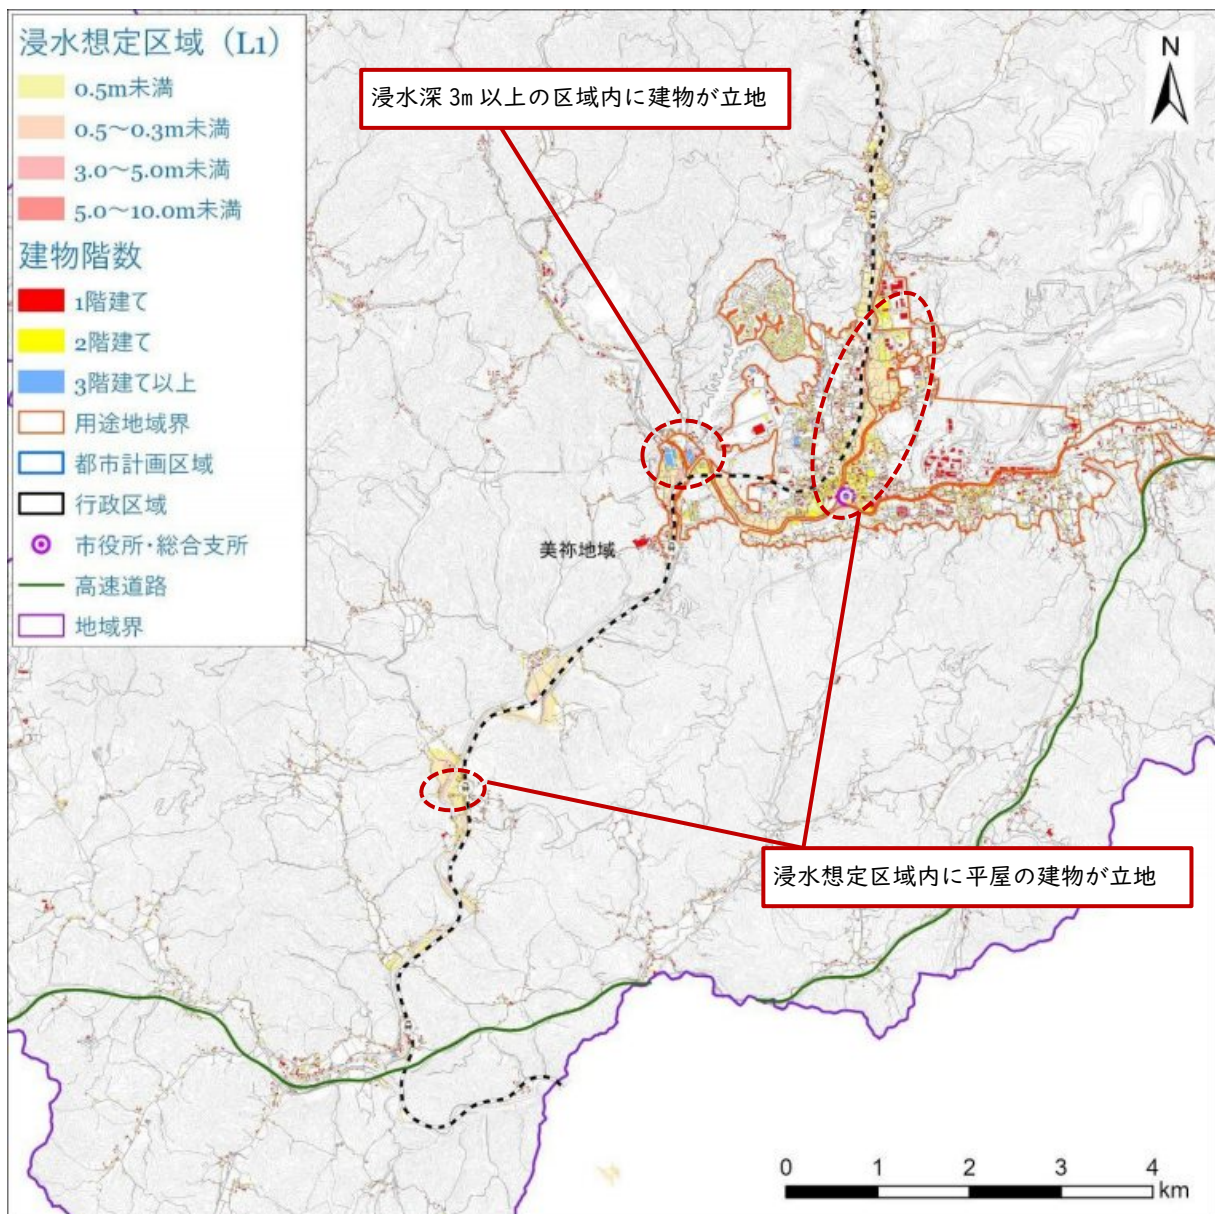 浸水想定区域（L1）
0.5m未満
0.5～0.3m未満
3.0～5.0m未満
5.0～10.0m未満
建物階数
1階建て
2階建て
3階建て以上
用途地域界
都市計画区域
行政区域
市役所・総合支所
高速道路
地域界
浸水深3m以上の区域内に建物が立地
N
美祢地域
浸水想定区域内に平屋の建物が立地
0 1 2 3 4
km